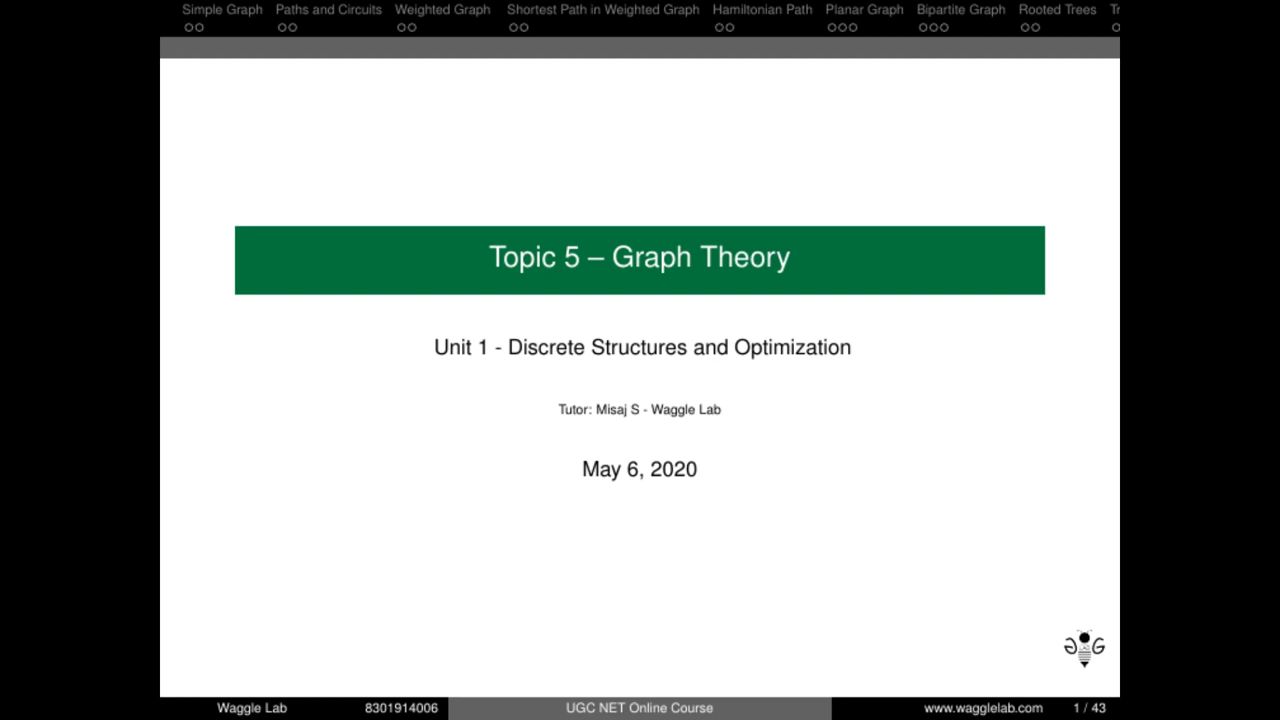 Simple Graph Paths and Circuits Weighted Graph Shortest Path in Weighted Graph Hamiltonian Path Planar Graph Bipartite Graph Rooted Trees Tr
Topic 5 – Graph Theory
Unit 1 - Discrete Structures and Optimization
Tutor: Misaj S - Waggle Lab
May 6, 2020
Waggle Lab 8301914006 UGC NET Online Course www.wagglelab.com 1 / 43